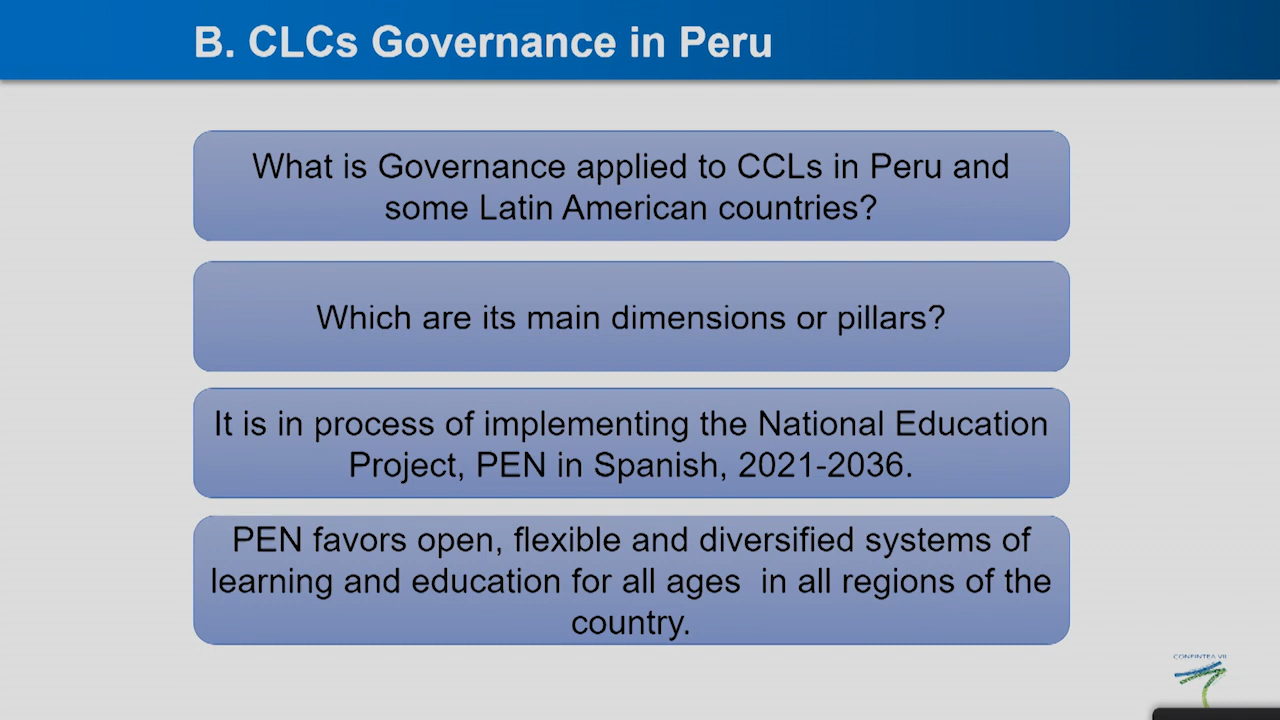 B. CLCs Governance in Peru
What is Governance applied to CCLs in Peru and
some Latin American countries?
Which are its main dimensions or pillars?
It is in process of implementing the National Education
Project, PEN in Spanish, 2021-2036.
PEN favors open, flexible and diversified systems of
learning and education for all ages in all regions of the
country.
CONFINTEA VII